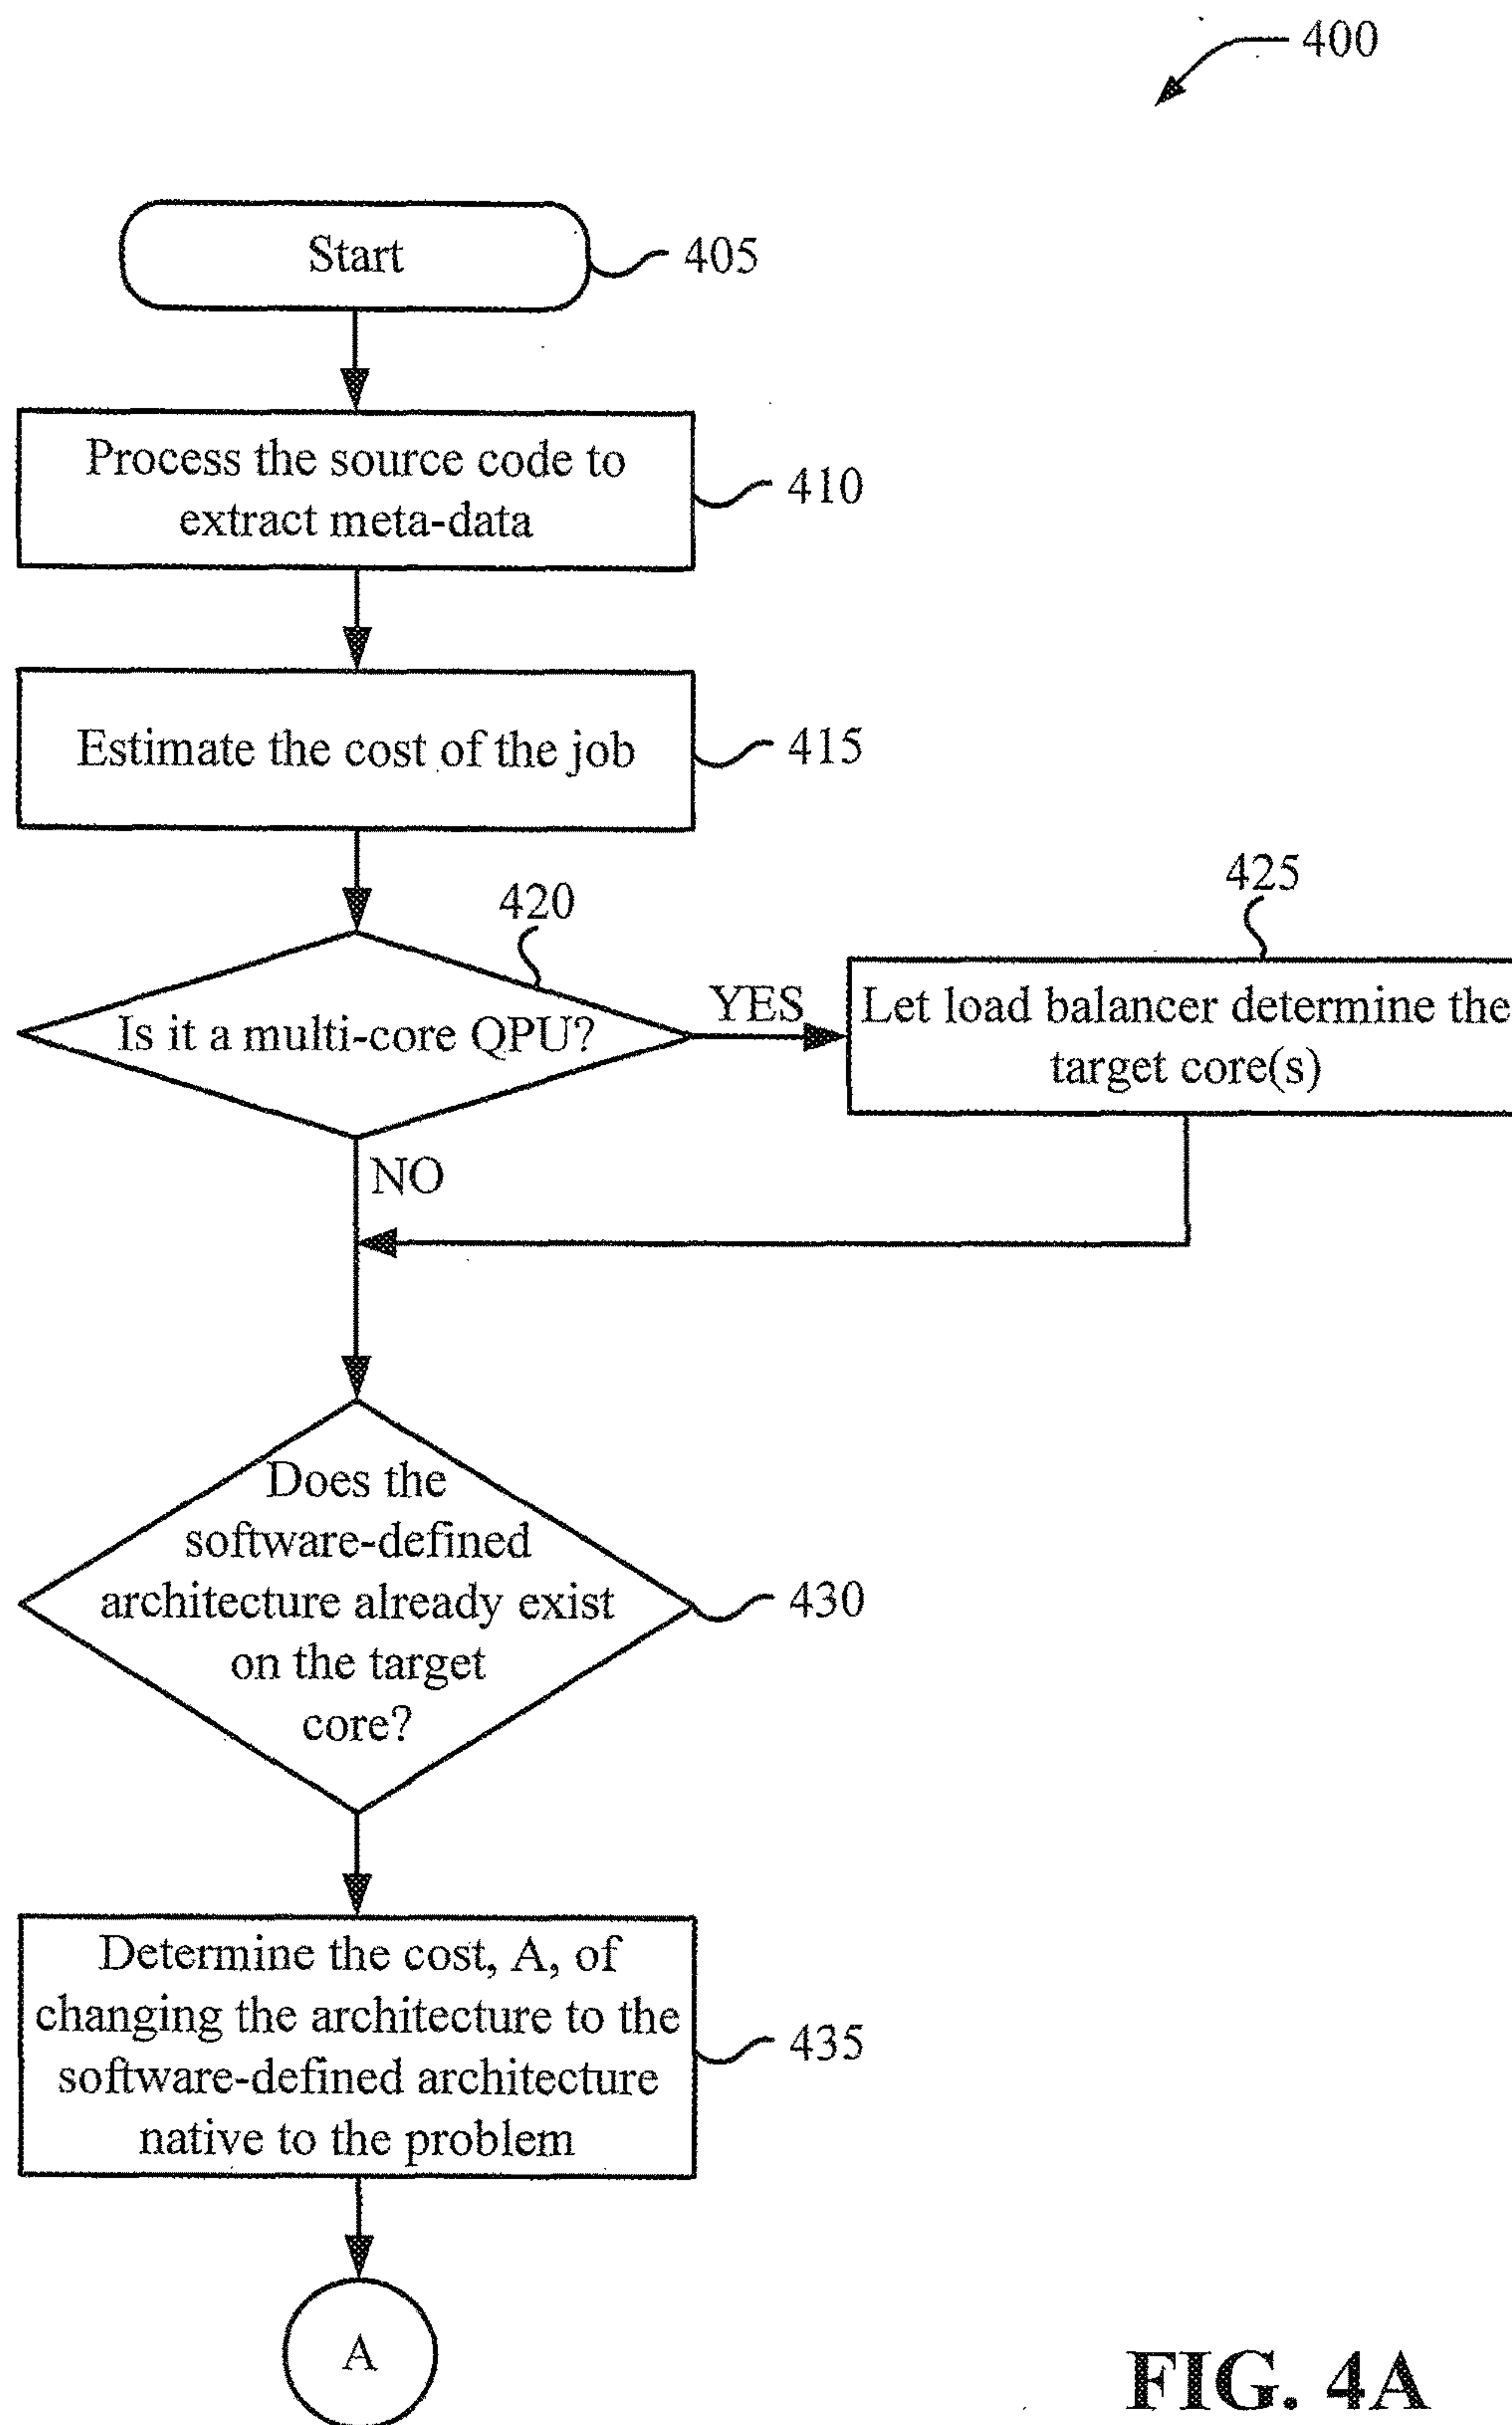 400
Start
405
Process the source code to
extract meta-data
410
Estimate the cost of the job
415
420
425
Is it a multi-core QPU?
YES
Let load balancer determine the
target core(s)
NO
Does the
software-defined
architecture already exist
on the target
core?
430
Determine the cost, A, of
changing the architecture to the
software-defined architecture
native to the problem
435
A
FIG. 4A